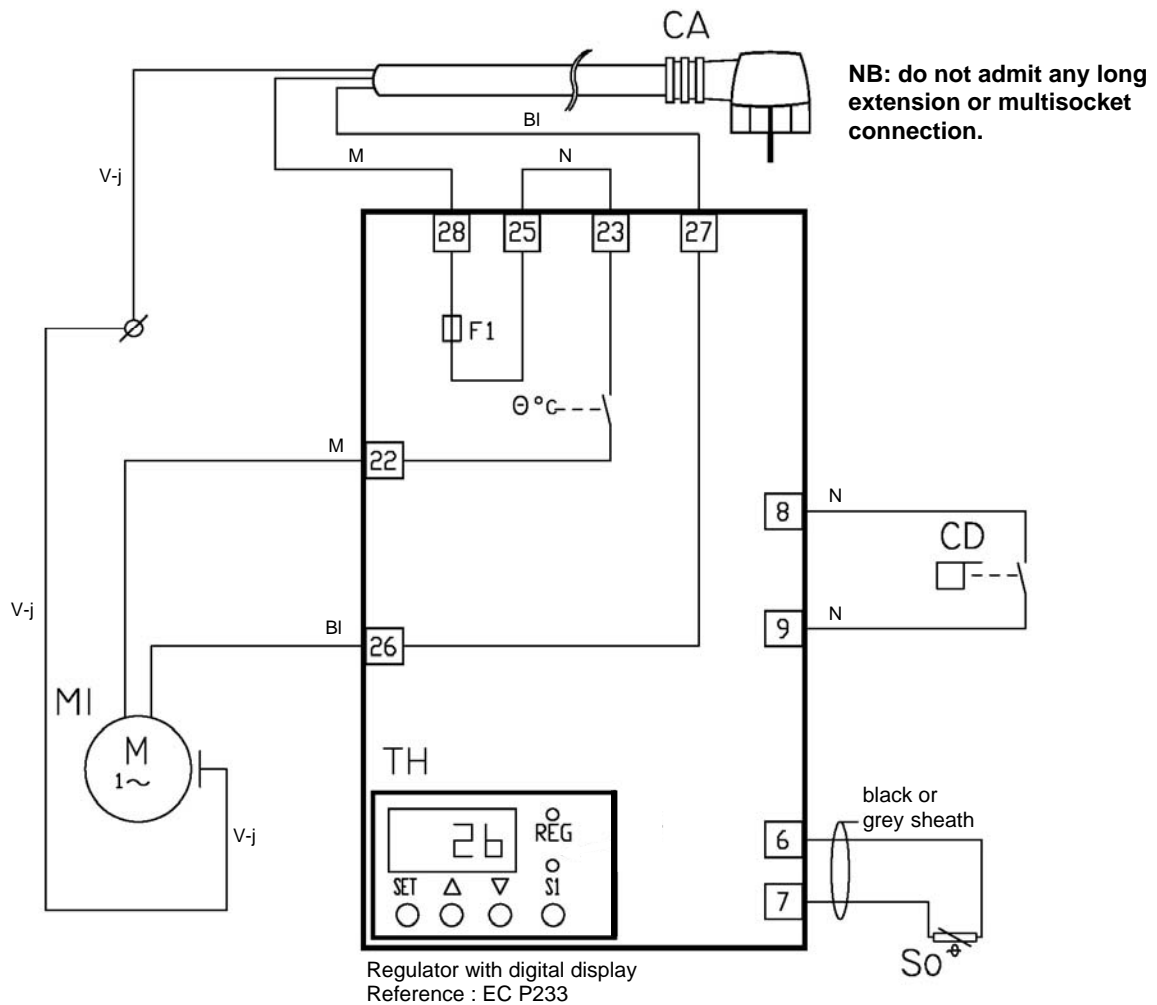 CA
NB: do not admit any long
extension or multisocket
connection.
Bl
M
N
V-j
28
25
23
27
F1
θ°c
M
22
8
N
CD
V-j
Bl
26
9
N
MI
M
1~
TH
26
REG
SET
S1
V-j
black or
grey sheath
6
7
So
Regulator with digital display
Reference : EC P233